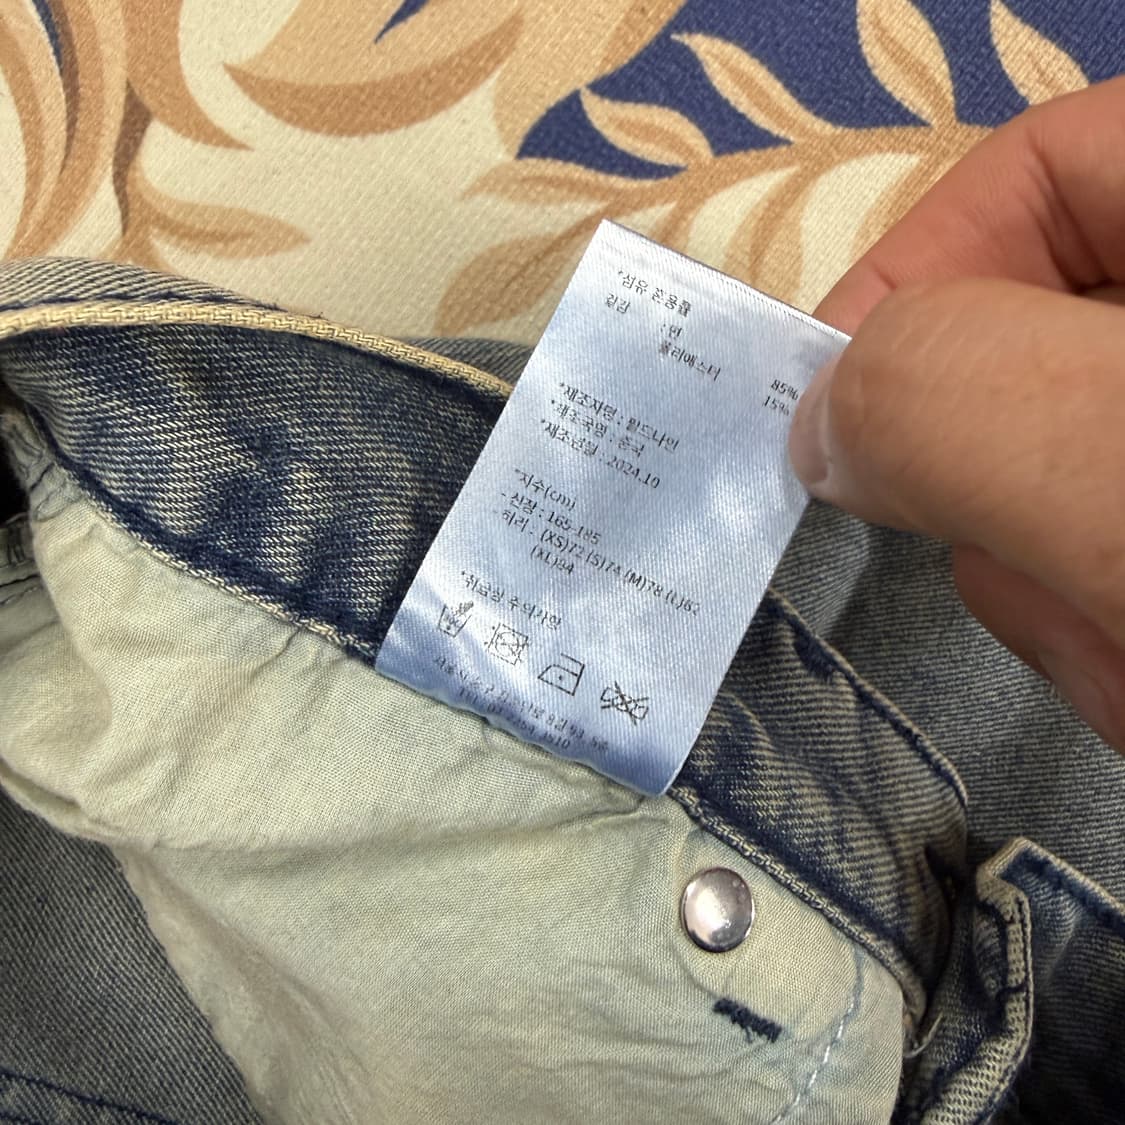 *섬유 혼용률
겉감 : 면 85%
폴리에스터 15%
*제조자명 : 월드나인
*제조국명 : 중국
*제조년월 : 2024.10
*치수(cm)
- 신장 : 165-185
- 허리 : (XS)72 (S)74 (M)78 (L)82
(XL)84
*취급상 주의사항